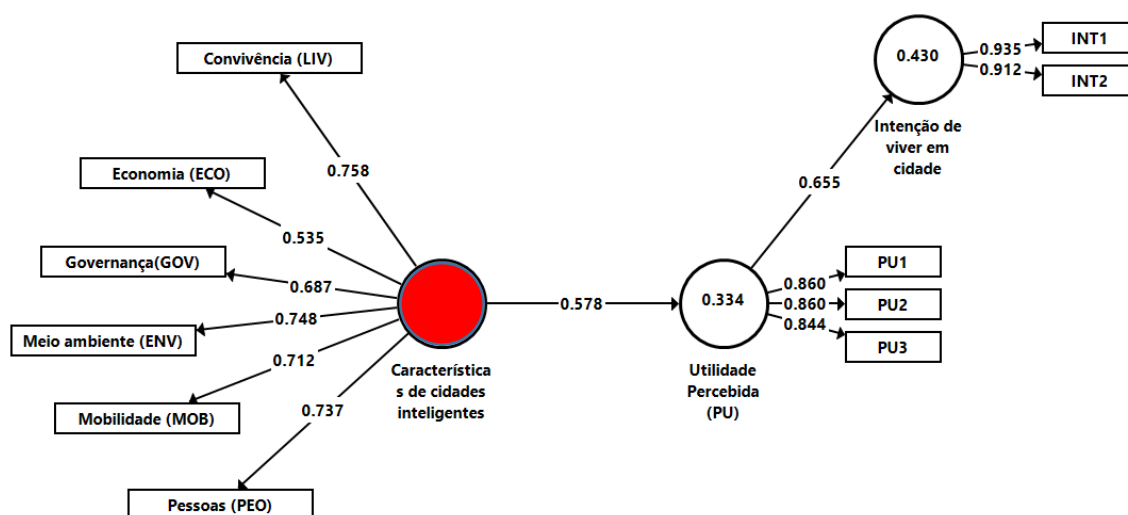 Convivência (LIV)
Economia (ECO)
Governança(GOV)
Meio ambiente (ENV)
Mobilidade (MOB)
Pessoas (PEO)
0.758
0.535
0.687
0.748
0.712
0.737
Característica
s de cidades
inteligentes
0.578
0.334
Utilidade
Percebida
(PU)
0.860
0.860
0.844
PU1
PU2
PU3
0.655
0.430
Intenção de
viver em
cidade
0.935
0.912
INT1
INT2